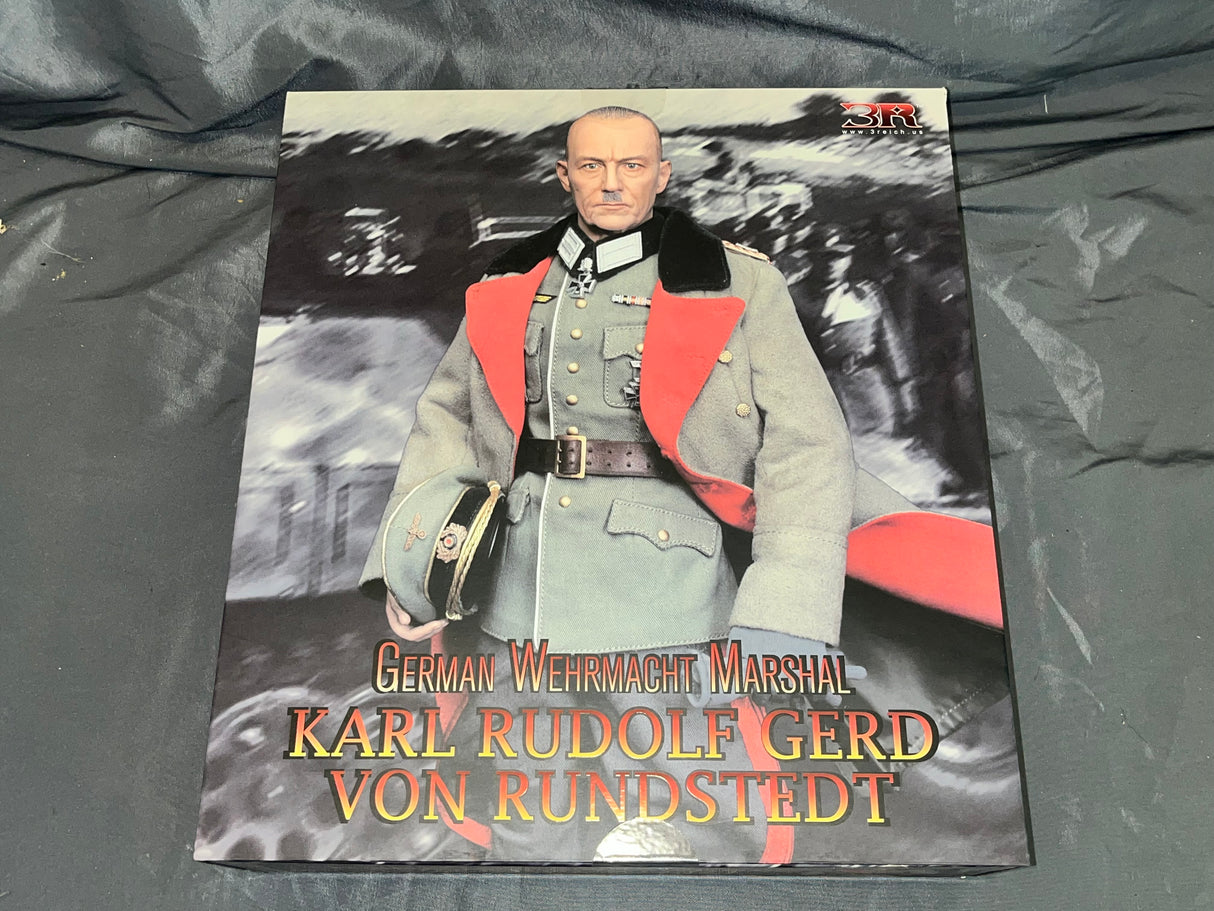 3R
www.3reich.us
GERMAN WEHRMACHT MARSHAL
KARL RUDOLF GERD
VON RUNDSTEDT